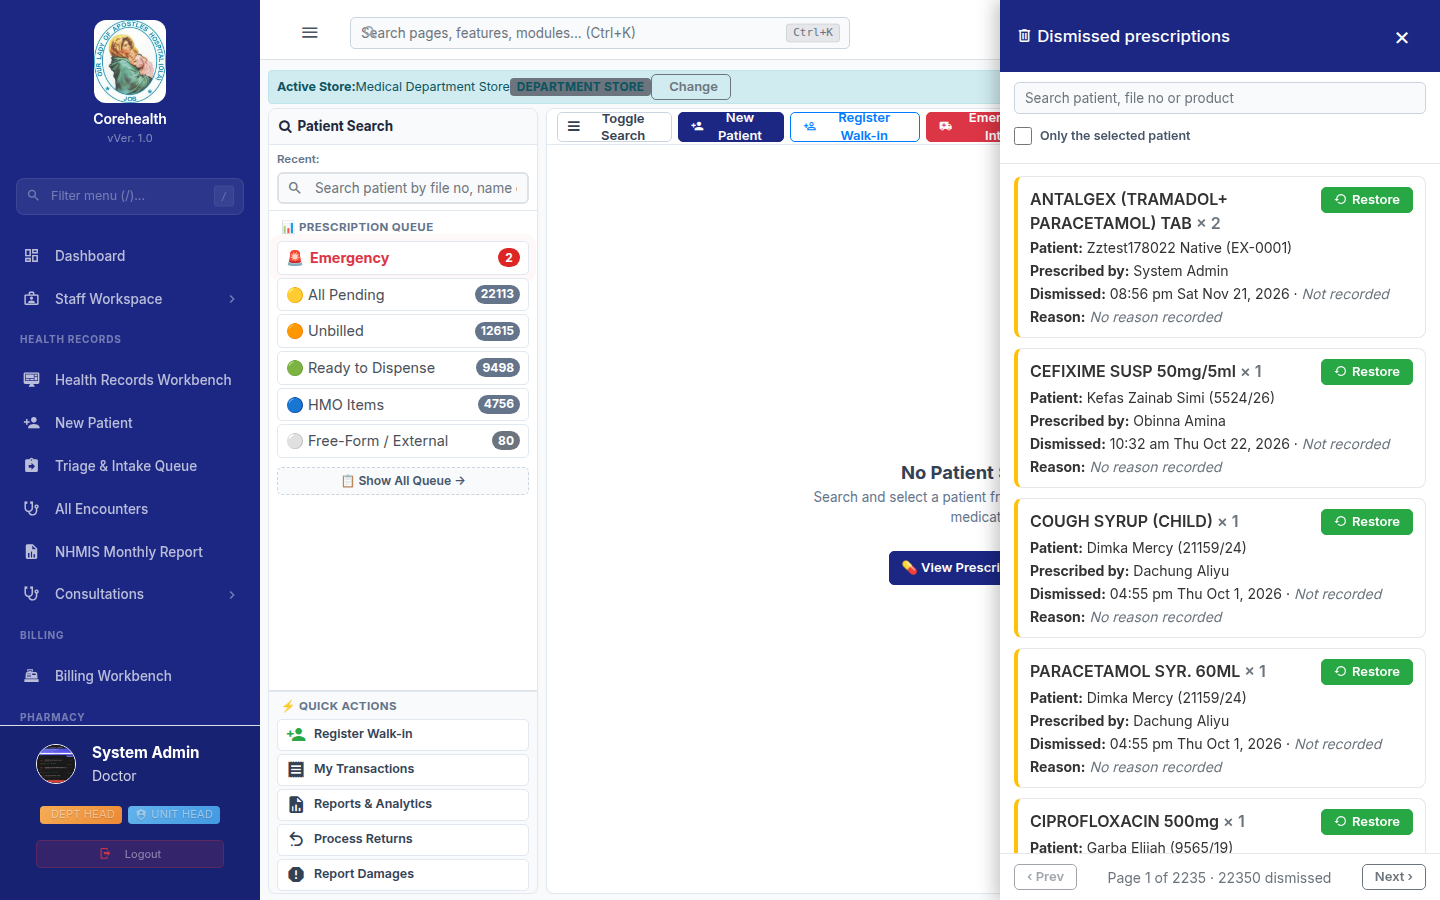 OUR LADY OF APOSTLES HOSPITAL (OLA)
JOS
Corehealth
vVer. 1.0
Filter menu (/)...
/
Dashboard
Staff Workspace
HEALTH RECORDS
Health Records Workbench
New Patient
Triage & Intake Queue
All Encounters
NHMIS Monthly Report
Consultations
BILLING
Billing Workbench
PHARMACY
System Admin
Doctor
DEPT HEAD
UNIT HEAD
Logout
Search pages, features, modules... (Ctrl+K)
Ctrl+K
Active Store:Medical Department Store DEPARTMENT STORE Change
Patient Search
Recent:
Search patient by file no, name
📊 PRESCRIPTION QUEUE
🚨 Emergency 2
🟡 All Pending 22113
🟠 Unbilled 12615
🟢 Ready to Dispense 9498
🔵 HMO Items 4756
⚪ Free-Form / External 80
📋 Show All Queue →
⚡ QUICK ACTIONS
Register Walk-in
My Transactions
Reports & Analytics
Process Returns
Report Damages
Toggle
Search
New
Patient
Register
Walk-in
Emer
Int
No Patient
Search and select a patient fr
medicat
💊 View Prescri
Dismissed prescriptions
×
Search patient, file no or product
Only the selected patient
ANTALGEX (TRAMADOL+
PARACETAMOL) TAB × 2
Restore
Patient: Zztest178022 Native (EX-0001)
Prescribed by: System Admin
Dismissed: 08:56 pm Sat Nov 21, 2026 · Not recorded
Reason: No reason recorded
CEFIXIME SUSP 50mg/5ml × 1
Restore
Patient: Kefas Zainab Simi (5524/26)
Prescribed by: Obinna Amina
Dismissed: 10:32 am Thu Oct 22, 2026 · Not recorded
Reason: No reason recorded
COUGH SYRUP (CHILD) × 1
Restore
Patient: Dimka Mercy (21159/24)
Prescribed by: Dachung Aliyu
Dismissed: 04:55 pm Thu Oct 1, 2026 · Not recorded
Reason: No reason recorded
PARACETAMOL SYR. 60ML × 1
Restore
Patient: Dimka Mercy (21159/24)
Prescribed by: Dachung Aliyu
Dismissed: 04:55 pm Thu Oct 1, 2026 · Not recorded
Reason: No reason recorded
CIPROFLOXACIN 500mg × 1
Restore
Patient: Garba Elijah (9565/19)
‹ Prev
Page 1 of 2235 · 22350 dismissed
Next ›